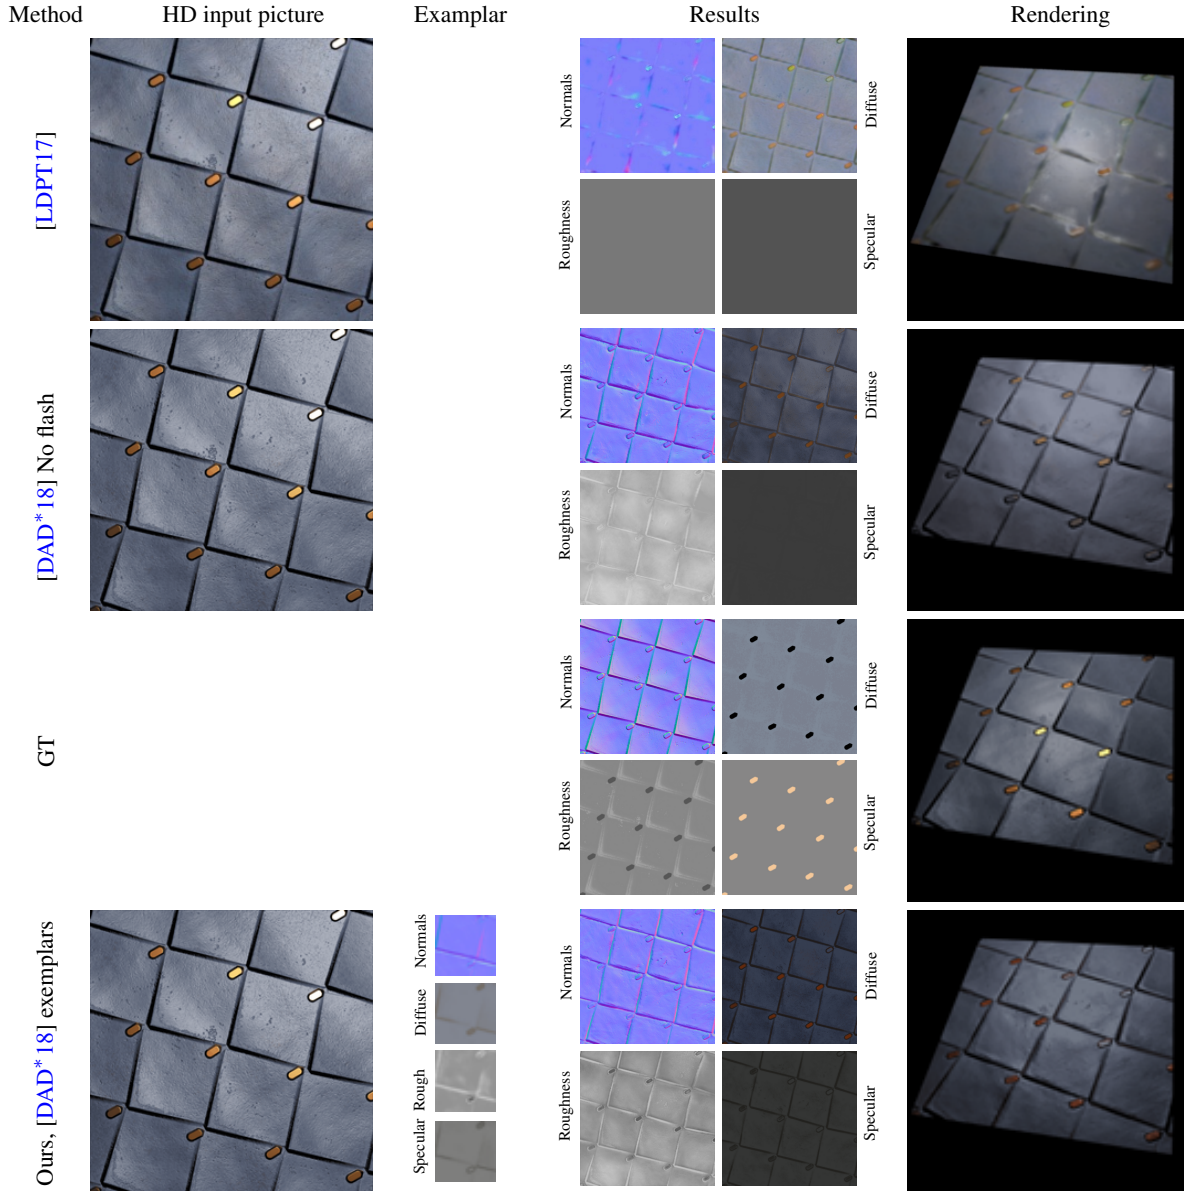 Method HD input picture Examplar Results Rendering
[LDPT17]
Normals
Diffuse
Roughness
Specular
[DAD*18] No flash
Normals
Diffuse
Roughness
Specular
GT
Normals
Diffuse
Roughness
Specular
Ours, [DAD*18] exemplars
Normals
Diffuse
Rough
Specular
Normals
Diffuse
Roughness
Specular